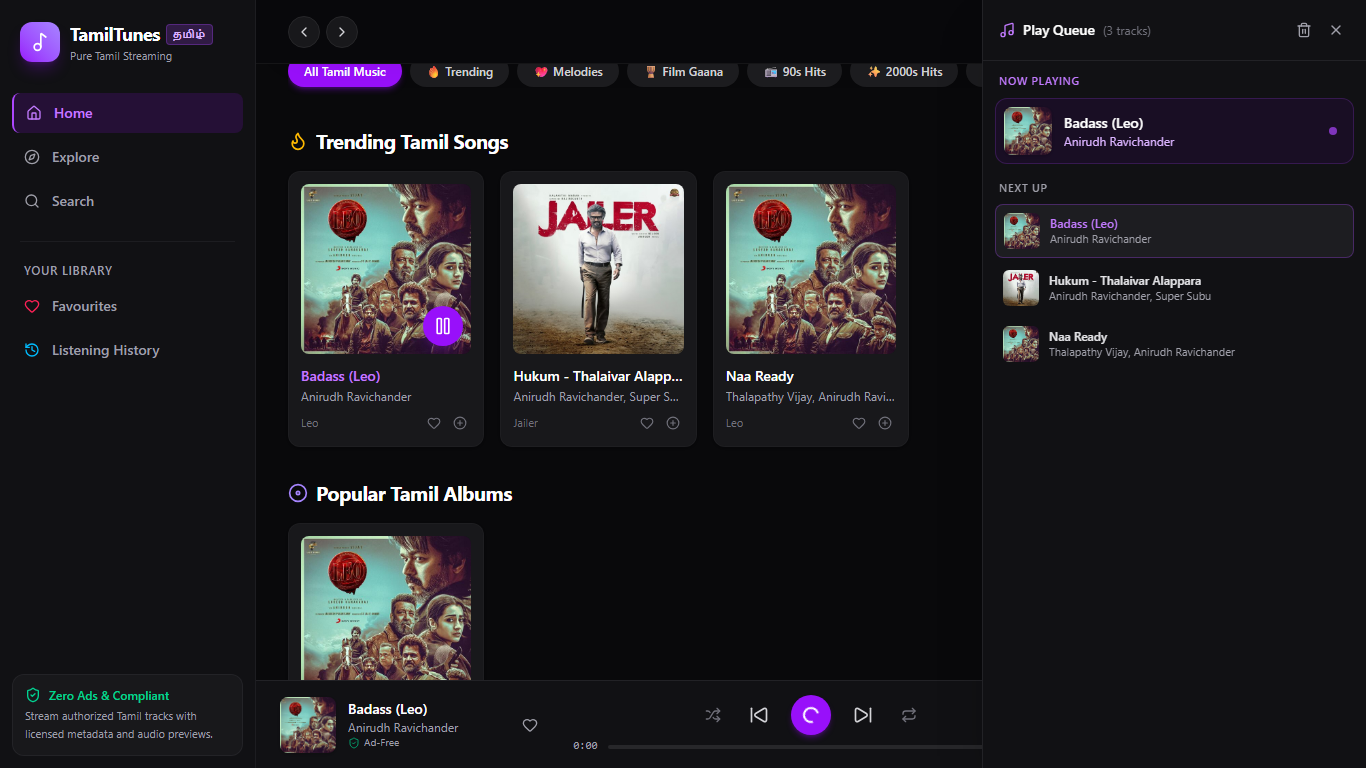 TamilTunes தமிழ்
Pure Tamil Streaming
Home
Explore
Search
YOUR LIBRARY
Favourites
Listening History
Zero Ads & Compliant
Stream authorized Tamil tracks with
licensed metadata and audio previews.
All Tamil Music
Trending
Melodies
Film Gaana
90s Hits
2000s Hits
Trending Tamil Songs
LEO
JAILER
LEO
Badass (Leo)
Anirudh Ravichander
Leo
Hukum - Thalaivar Alapp...
Anirudh Ravichander, Super S...
Jailer
Naa Ready
Thalapathy Vijay, Anirudh Ravi...
Leo
Popular Tamil Albums
LEO
Badass (Leo)
Anirudh Ravichander
Ad-Free
0:00
Play Queue (3 tracks)
NOW PLAYING
Badass (Leo)
Anirudh Ravichander
NEXT UP
Badass (Leo)
Anirudh Ravichander
JAILER
Hukum - Thalaivar Alappara
Anirudh Ravichander, Super Subu
Naa Ready
Thalapathy Vijay, Anirudh Ravichander